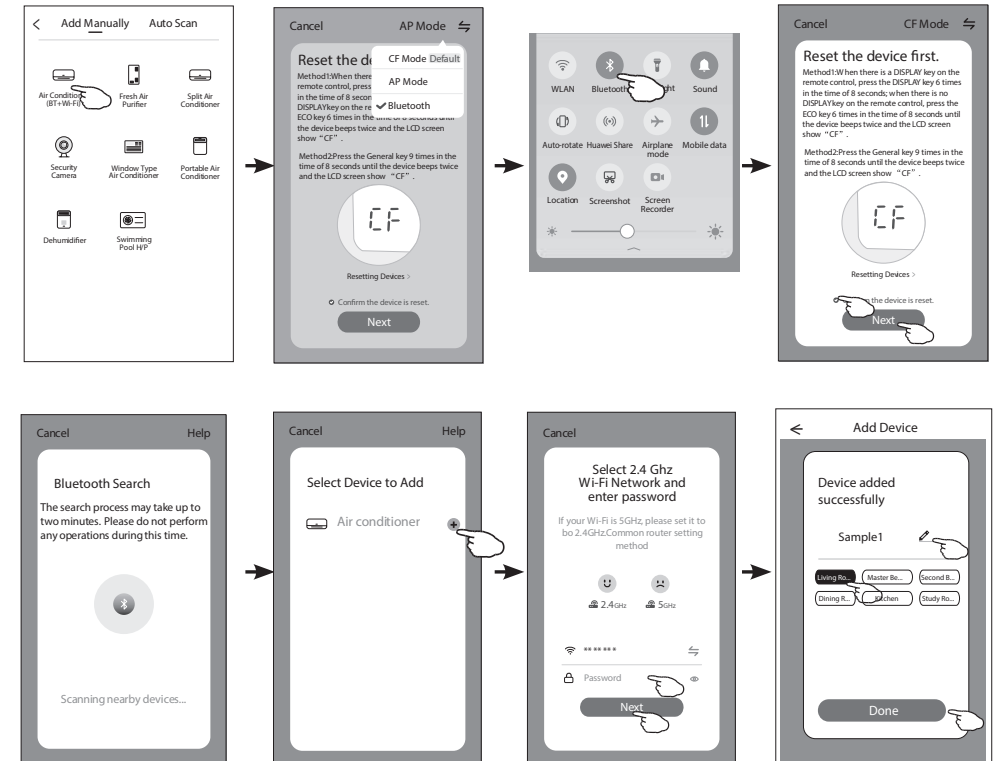 Add Manually Auto Scan
Air Condition
(BT+Wi-Fi)
Fresh Air
Purifier
Split Air
Conditioner
Security
Camera
Window Type
Air Conditioner
Portable Air
Conditioner
Dehumidifier
Swimming
Pool H/P
Cancel AP Mode
CF Mode Default
AP Mode
Bluetooth
Reset the de
Method1:When there
remote control, press
in the time of 8 secon
DISPLAYkey on the re
ECO key 6 times in the time of 8 seconds until
the device beeps twice and the LCD screen
show “CF”.
Method2:Press the General key 9 times in the
time of 8 seconds until the device beeps twice
and the LCD screen show “CF”.
CF
Resetting Devices >
Confirm the device is reset.
Next
WLAN Bluetooth ht Sound
Auto-rotate Huawei Share Airplane
mode Mobile data
Location Screenshot Screen
Recorder
Cancel CF Mode
Reset the device first.
Method1:When there is a DISPLAY key on the
remote control, press the DISPLAY key 6 times
in the time of 8 seconds; when there is no
DISPLAYkey on the remote control, press the
ECO key 6 times in the time of 8 seconds until
the device beeps twice and the LCD screen
show “CF”.
Method2:Press the General key 9 times in the
time of 8 seconds until the device beeps twice
and the LCD screen show “CF”.
CF
Resetting Devices >
the device is reset.
Next
Cancel Help
Bluetooth Search
The search process may take up to
two minutes. Please do not perform
any operations during this time.
Scanning nearby devices...
Cancel Help
Select Device to Add
Air conditioner
Cancel
Select 2.4 Ghz
Wi-Fi Network and
enter password
If your Wi-Fi is 5GHz, please set it to
bo 2.4GHz.Common router setting
method
2.4GHz 5GHz
*******
Password
Next
Add Device
Device added
successfully
Sample1
Living Ro... Master Be... Second B...
Dining R... Kitchen Study Ro...
Done